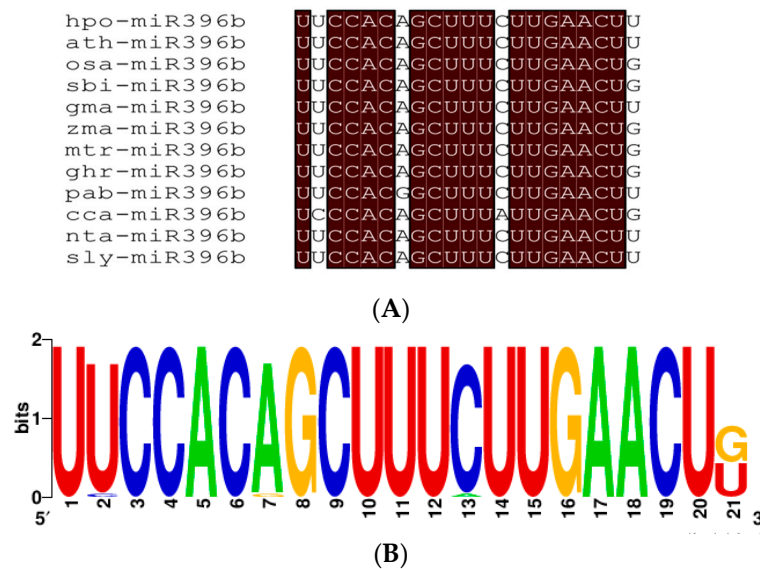 hpo-miR396b UUCCACAGCUUUCUUGAACUU
ath-miR396b UUCCACAGCUUUCUUGAACUU
osa-miR396b UUCCACAGCUUUCUUGAACUG
sbi-miR396b UUCCACAGCUUUCUUGAACUG
gma-miR396b UUCCACAGCUUUCUUGAACUU
zma-miR396b UUCCACAGCUUUCUUGAACUG
mtr-miR396b UUCCACAGCUUUCUUGAACUG
ghr-miR396b UUCCACAGCUUUCUUGAACUG
pab-miR396b UUCCACGGCUUUCUUGAACUU
cca-miR396b UCCCACAGCUUUAUUGAACUG
nta-miR396b UUCCACAGCUUUCUUGAACUG
sly-miR396b UUCCACAGCUUUCUUGAACUU
(A)
2
bits
1
0
UUCCACAGCUUUCUUGAACUG
U
5′ 1 2 3 4 5 6 7 8 9 10 11 12 13 14 15 16 17 18 19 20 21 3
(B)